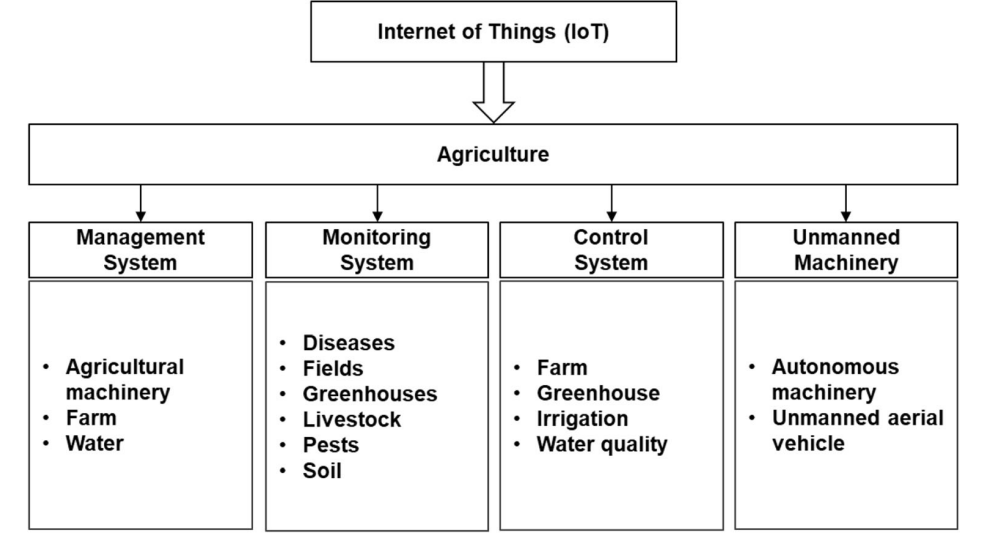 Internet of Things (IoT)
Agriculture
Management
System
Monitoring
System
Control
System
Unmanned
Machinery
• Agricultural
machinery
• Farm
• Water
• Diseases
• Fields
• Greenhouses
• Livestock
• Pests
• Soil
• Farm
• Greenhouse
• Irrigation
• Water quality
• Autonomous
machinery
• Unmanned aerial
vehicle